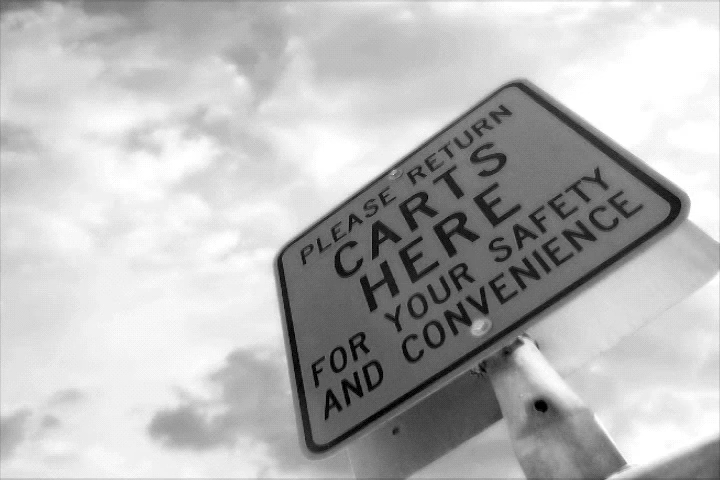 PLEASE RETURN
CARTS
HERE
FOR YOUR SAFETY
AND CONVENIENCE